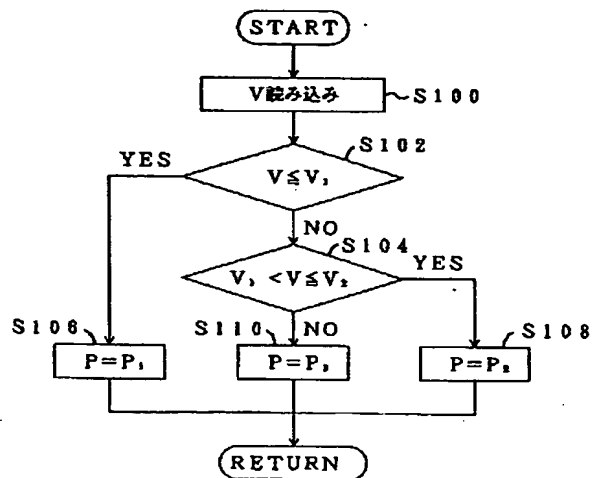 START
V読み込み
S100
S102
YES
V≦V₁
NO
S104
V₁<V≦V₂
YES
S106
S110
NO
S108
P=P₁
P=P₃
P=P₂
RETURN